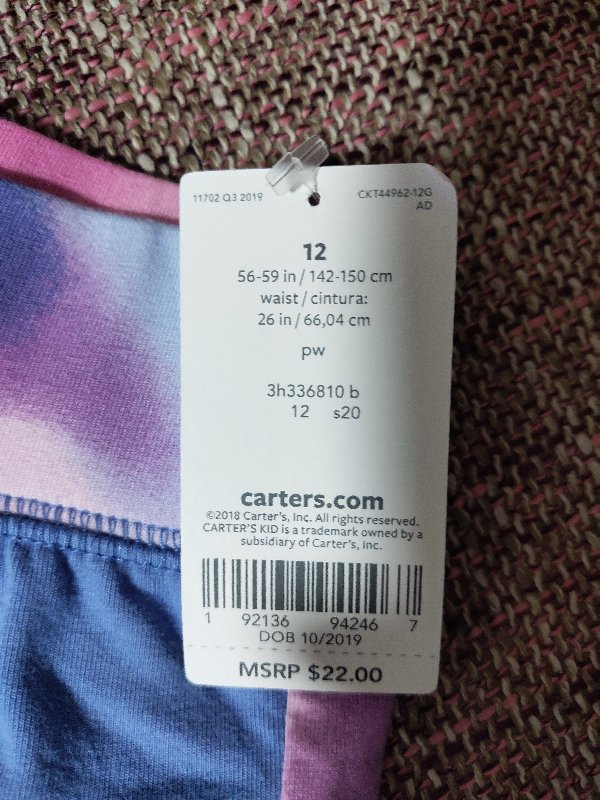 11702 Q3 2019
CKT44962-12G
AD
12
56-59 in / 142-150 cm
waist / cintura:
26 in / 66,04 cm
pw
3h336810 b
12 s20
carters.com
©2018 Carter's, Inc. All rights reserved.
CARTER'S KID is a trademark owned by a
subsidiary of Carter's, Inc.
1 92136 94246 7
DOB 10/2019
MSRP $22.00